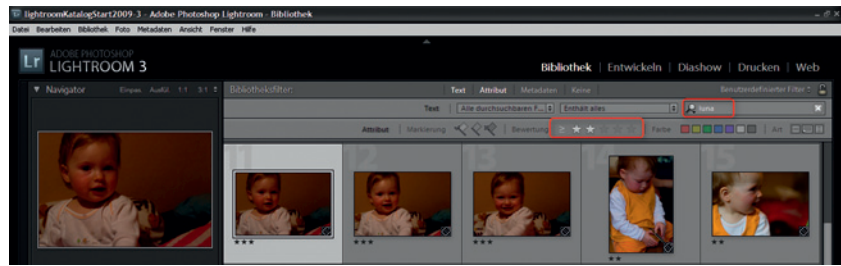 lightroomKatalogStart2009-3 - Adobe Photoshop Lightroom - Bibliothek
Datei Bearbeiten Bibliothek Foto Metadaten Ansicht Fenster Hilfe
Lr ADOBE PHOTOSHOP
LIGHTROOM 3
Bibliothek | Entwickeln | Diashow | Drucken | Web
Navigator Einpas. Ausfül. 1:1 3:1
Bibliotheksfilter: Text | Attribut | Metadaten | Keine Benutzerdefinierter Filter
Text Alle durchsuchbaren F... Enthält alles luna
Attribut Markierung Bewertung ≥ ★ ★ Farbe Art
11 12 13 14 15
★★★ ★★★ ★★★ ★★ ★★